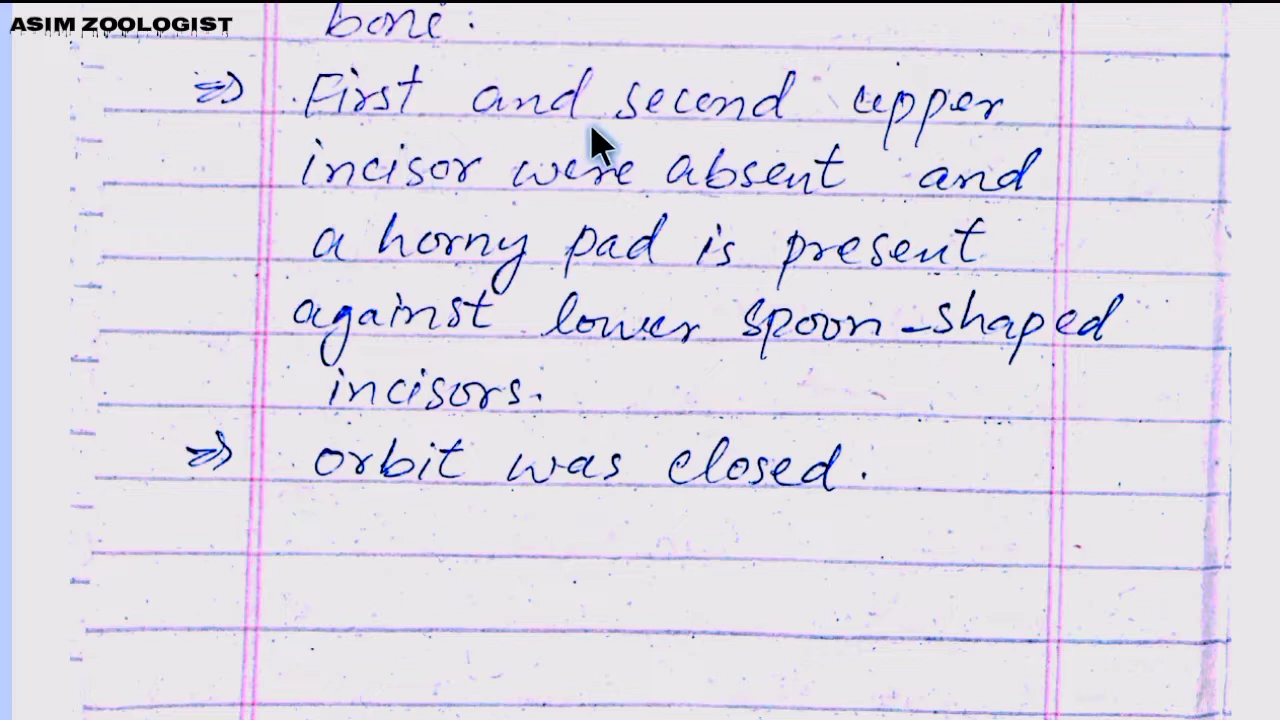 ASIM ZOOLOGIST
bone.
⇒ First and second upper
incisor were absent and
a horny pad is present
against lower spoon-shaped
incisors.
⇒ orbit was closed.